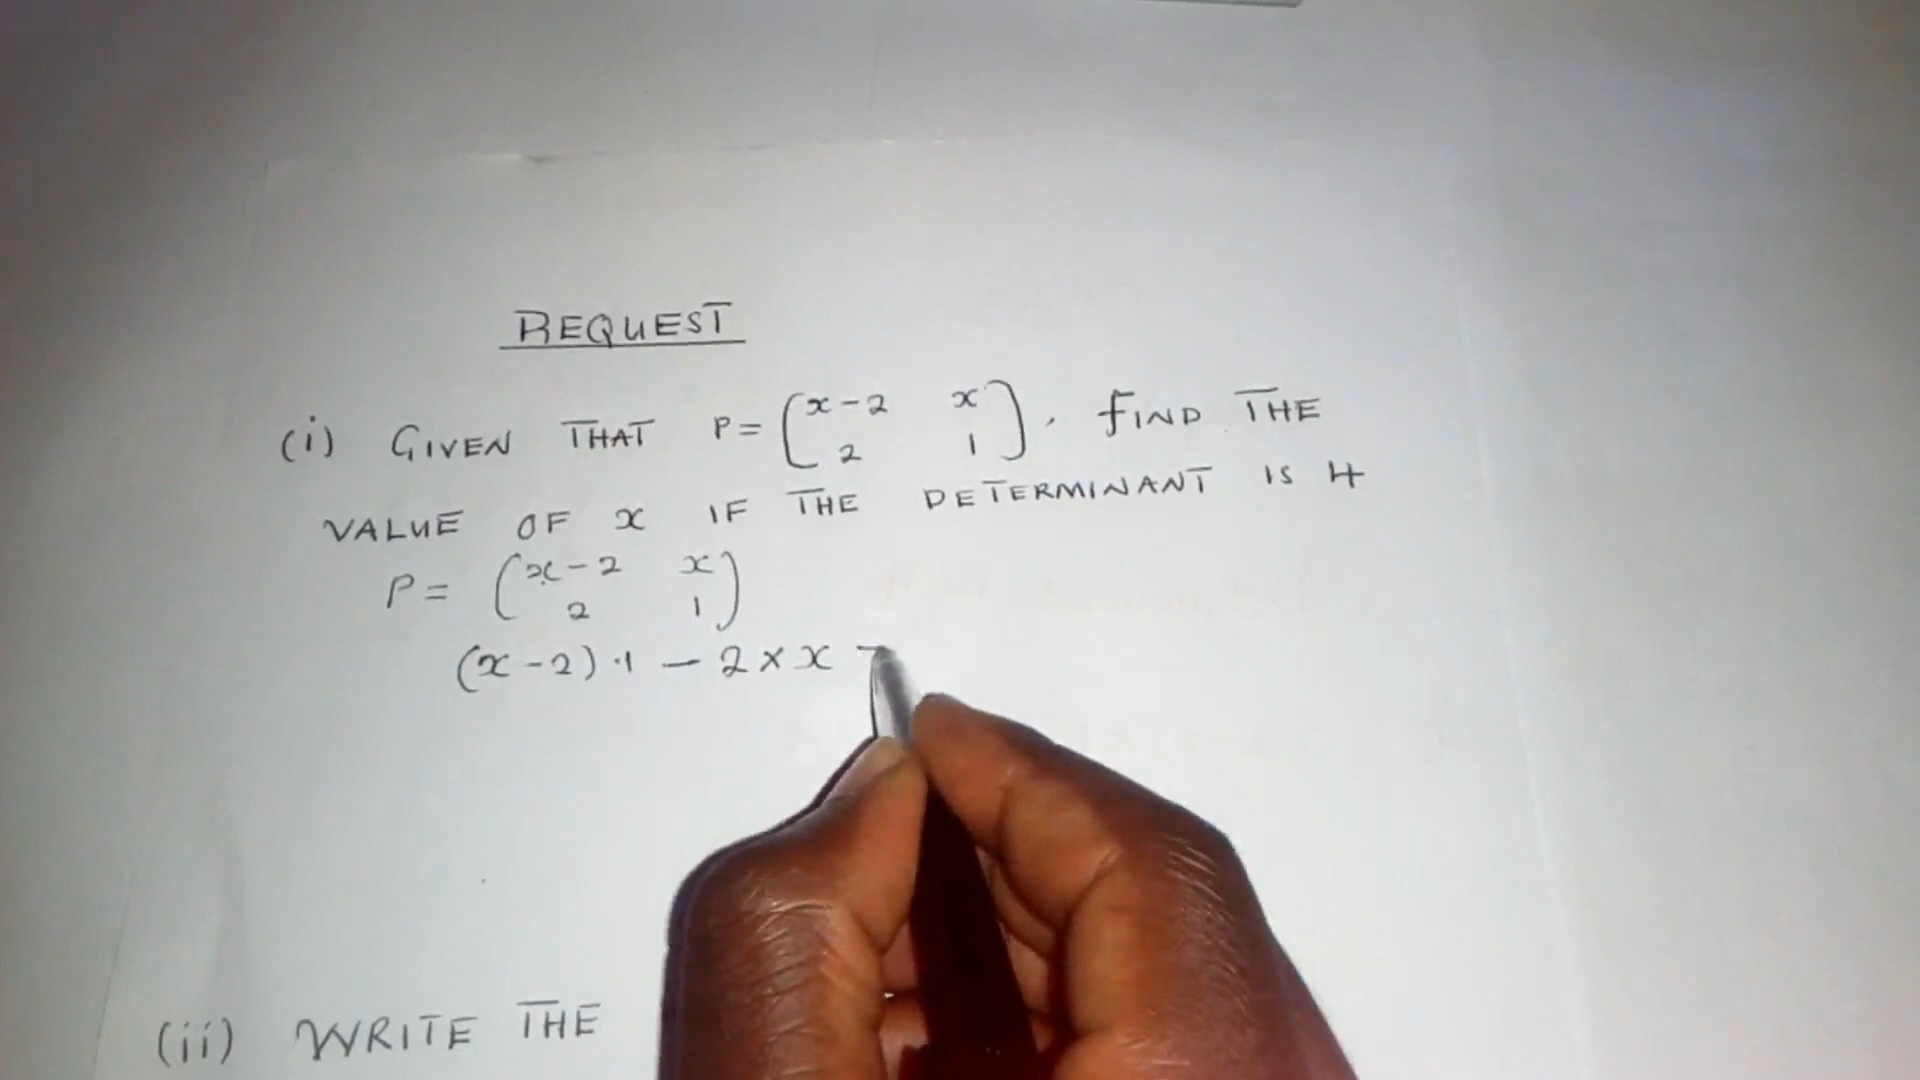 REQUEST
(i) GIVEN THAT P = (x-2 x
2 1). FIND THE
VALUE OF x IF THE DETERMINANT IS 4
P = (x-2 x
2 1)
(x-2)·1 - 2×x
(ii) WRITE THE